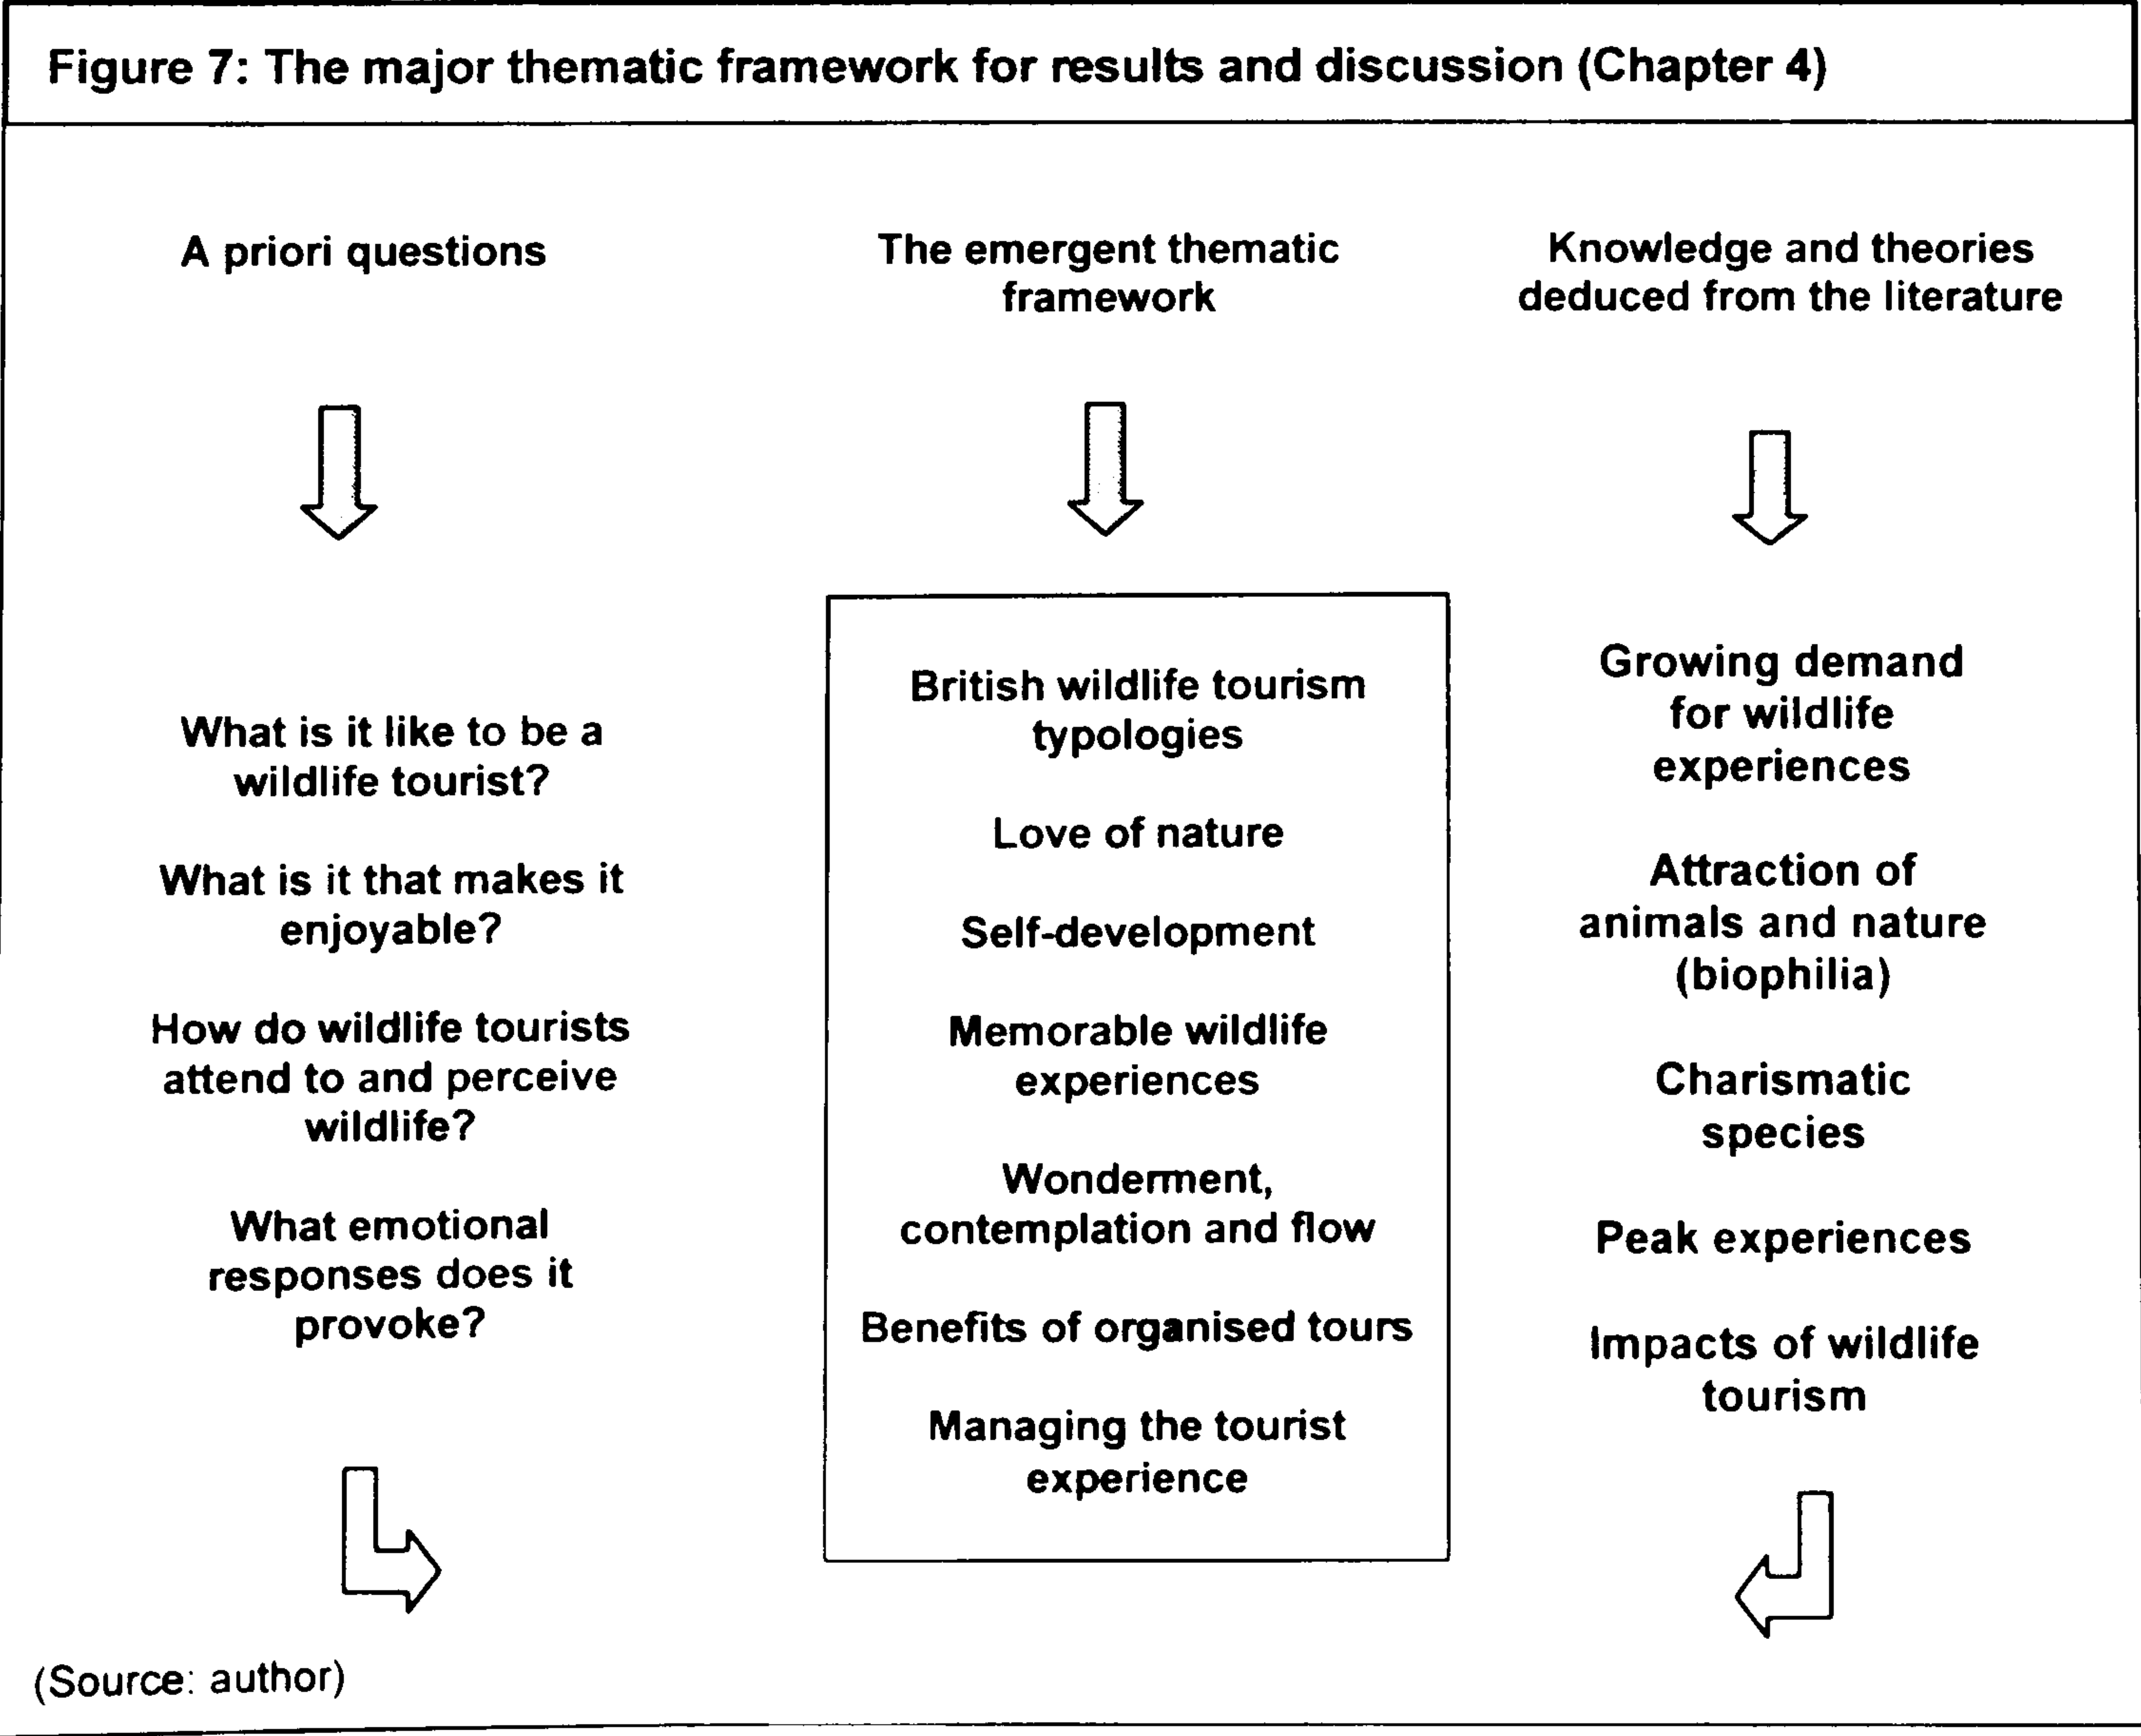 Figure 7: The major thematic framework for results and discussion (Chapter 4)
A priori questions
What is it like to be a
wildlife tourist?
What is it that makes it
enjoyable?
How do wildlife tourists
attend to and perceive
wildlife?
What emotional
responses does it
provoke?
The emergent thematic
framework
British wildlife tourism
typologies
Love of nature
Self-development
Memorable wildlife
experiences
Wonderment,
contemplation and flow
Benefits of organised tours
Managing the tourist
experience
Knowledge and theories
deduced from the literature
Growing demand
for wildlife
experiences
Attraction of
animals and nature
(biophilia)
Charismatic
species
Peak experiences
Impacts of wildlife
tourism
(Source: author)